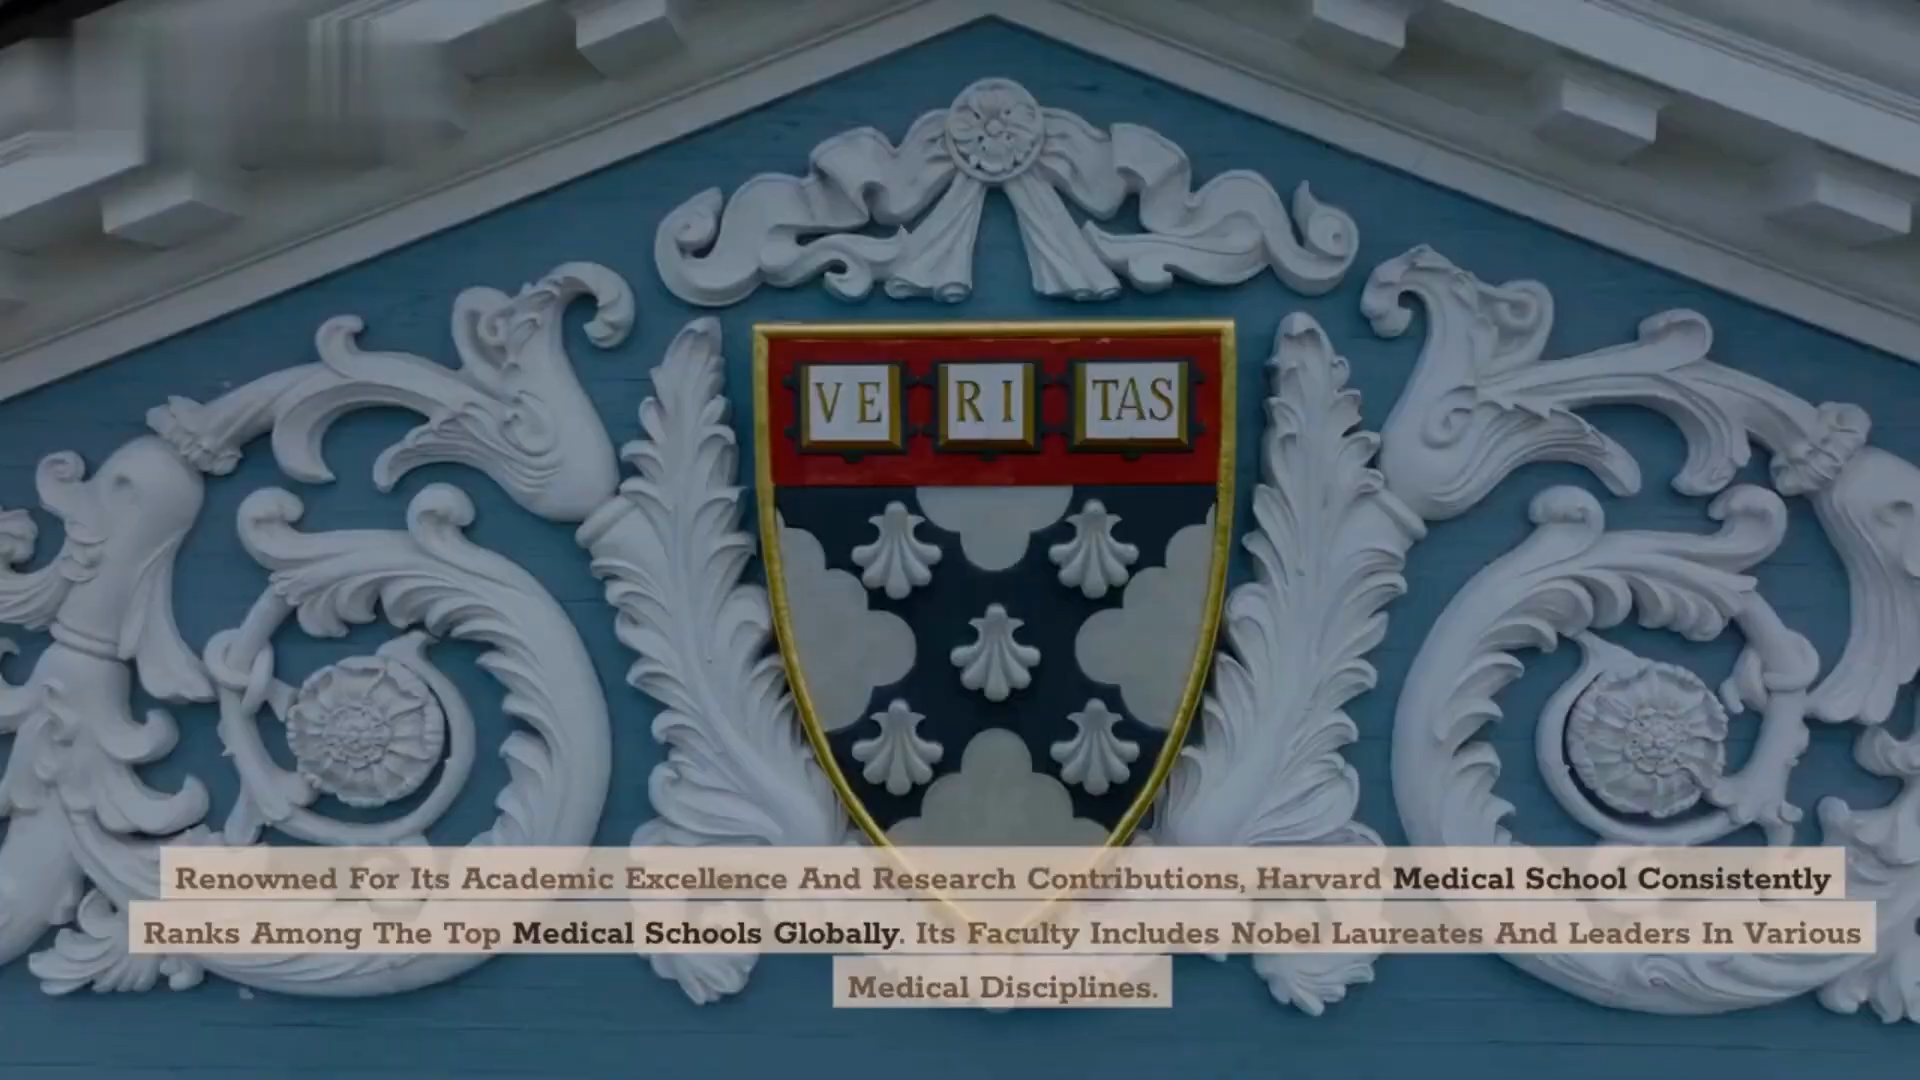 VE RI TAS
Renowned For Its Academic Excellence And Research Contributions, Harvard Medical School Consistently
Ranks Among The Top Medical Schools Globally. Its Faculty Includes Nobel Laureates And Leaders In Various
Medical Disciplines.